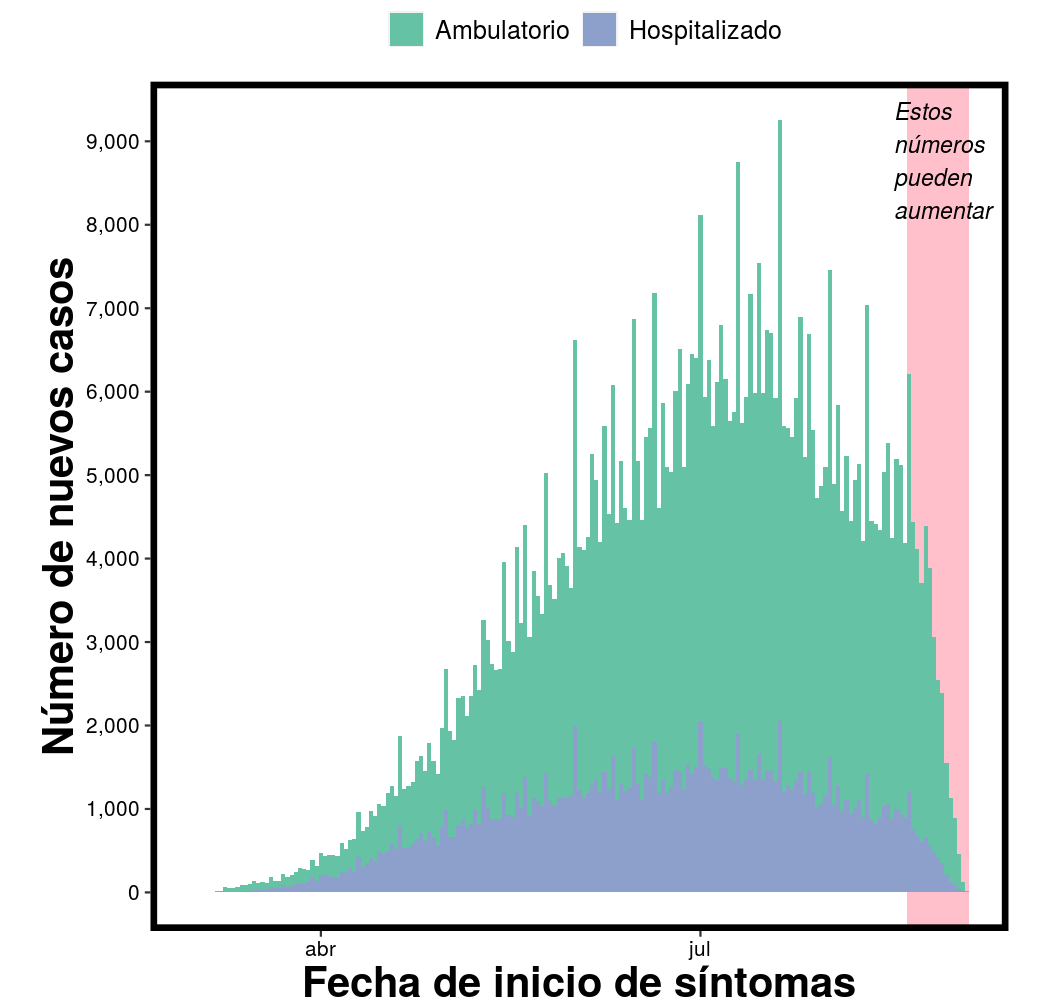 Ambulatorio Hospitalizado
Estos
números
pueden
aumentar
9,000
8,000
7,000
6,000
5,000
4,000
3,000
2,000
1,000
0
Número de nuevos casos
abr jul
Fecha de inicio de síntomas